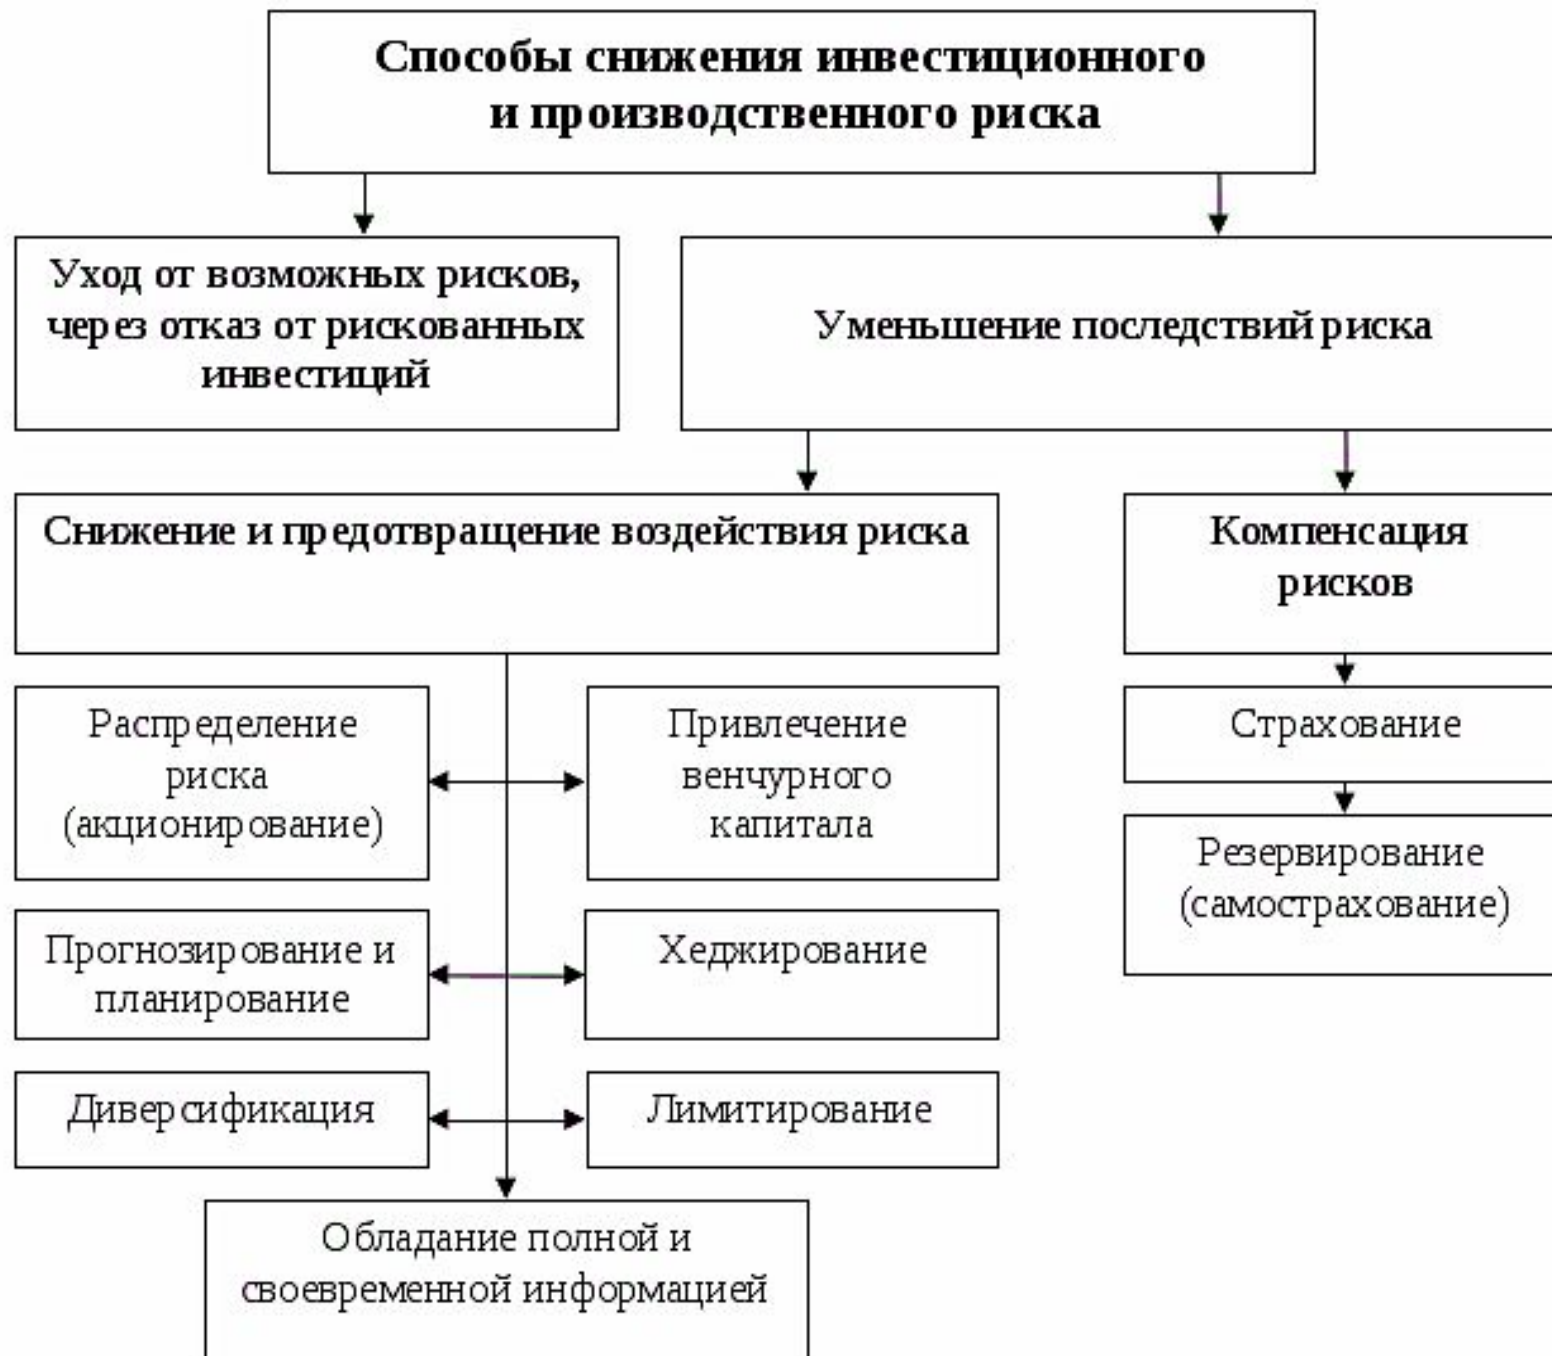 Способы снижения инвестиционного
и производственного риска
Уход от возможных рисков,
через отказ от рискованных
инвестиций
Уменьшение последствий риска
Снижение и предотвращение воздействия риска
Компенсация
рисков
Распределение
риска
(акционирование)
Привлечение
венчурного
капитала
Страхование
Резервирование
(самострахование)
Прогнозирование и
планирование
Хеджирование
Диверсификация
Лимитирование
Обладание полной и
своевременной информацией